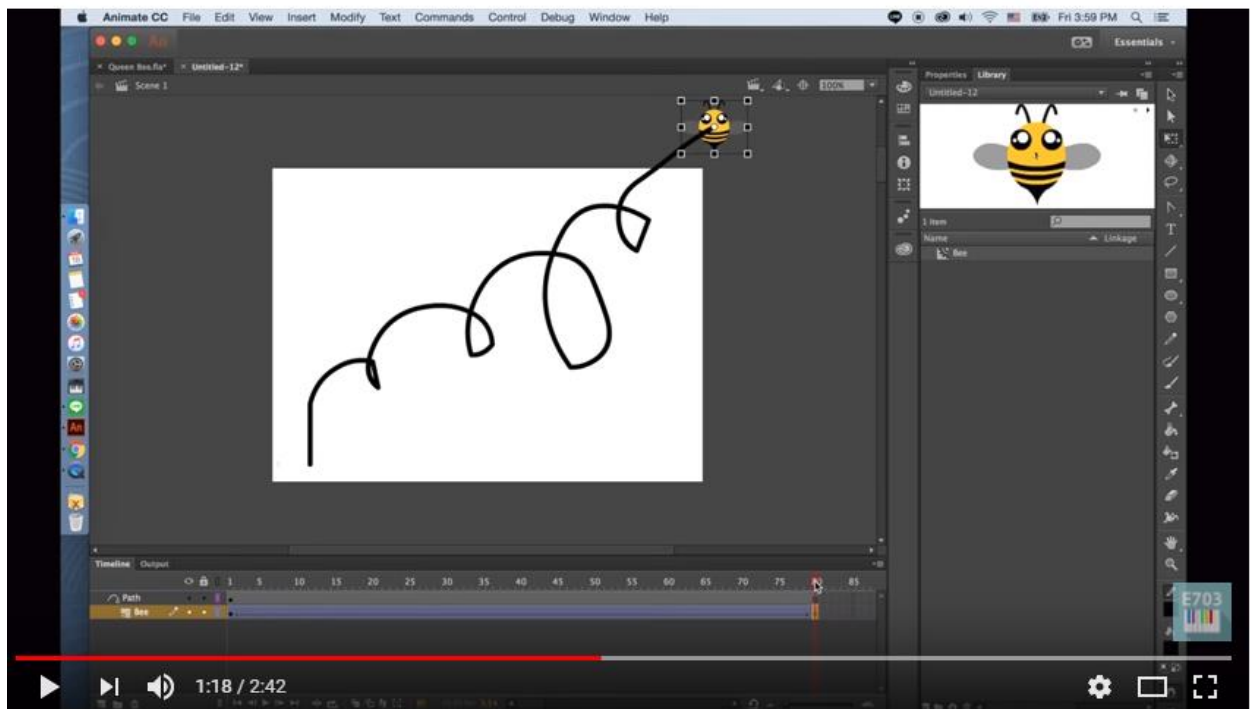 Animate CC File Edit View Insert Modify Text Commands Control Debug Window Help Fri 3:59 PM
An Essentials
Queen Bee.fla* Untitled-12*
Scene 1 100%
Properties Library
Untitled-12
1 item
Name Linkage
Bee
T
An
Timeline Output
1 5 10 15 20 25 30 35 40 45 50 55 60 65 70 75 80 85
Path
Bee
E703
1:18 / 2:42